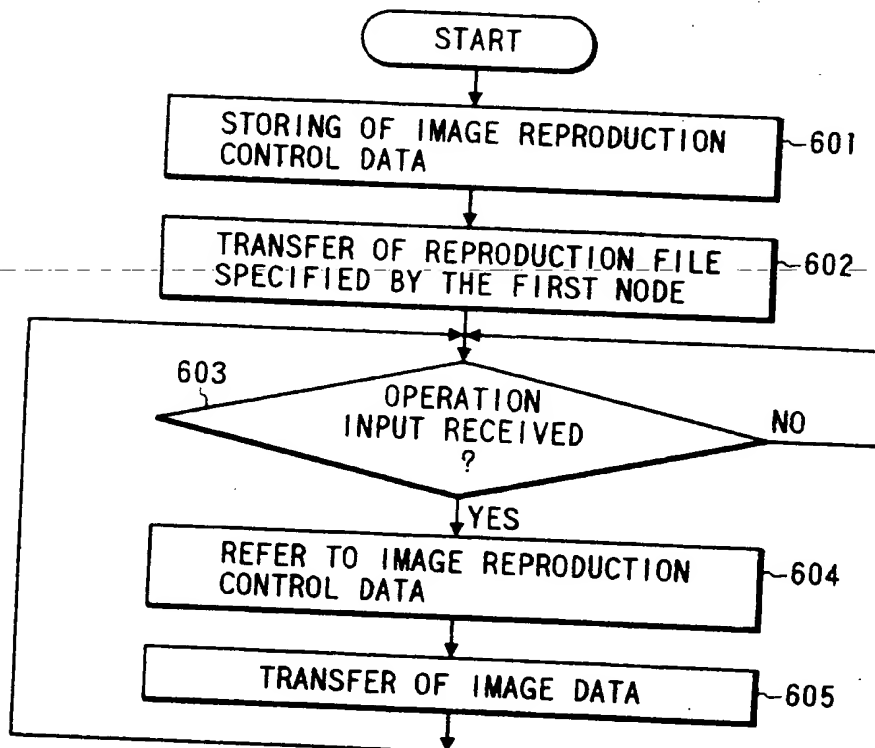 START
STORING OF IMAGE REPRODUCTION
CONTROL DATA
601
TRANSFER OF REPRODUCTION FILE
SPECIFIED BY THE FIRST NODE
602
603
OPERATION
INPUT RECEIVED
?
NO
YES
REFER TO IMAGE REPRODUCTION
CONTROL DATA
604
TRANSFER OF IMAGE DATA
605